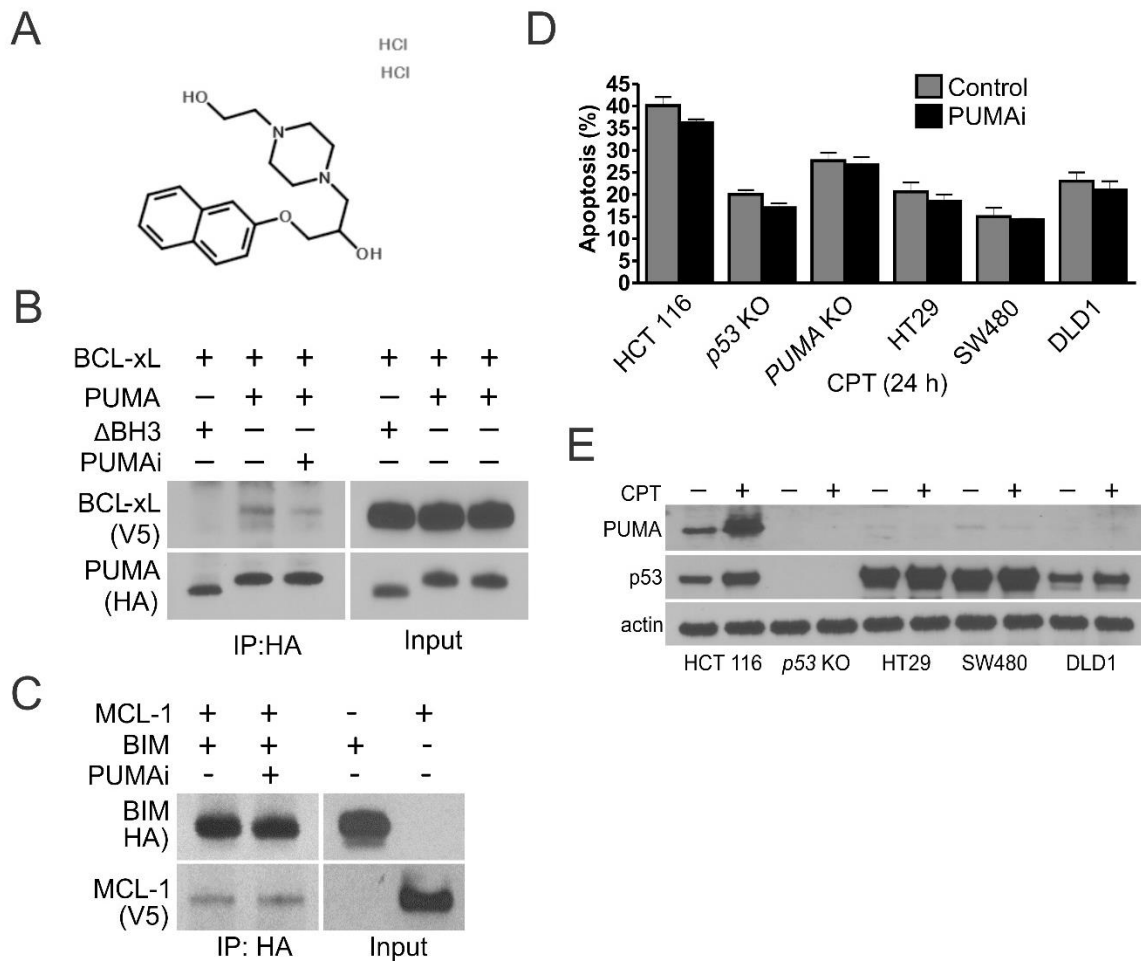 A
HCl
HCl
HO
N
N
O
OH
B
BCL-xL + + + + + +
PUMA – + + – + +
ΔBH3 + – – + – –
PUMAi – – + – – –
BCL-xL
(V5)
PUMA
(HA)
IP:HA Input
C
MCL-1 + + - +
BIM + + + -
PUMAi - + - -
BIM
HA)
MCL-1
(V5)
IP: HA Input
D
Apoptosis (%)
45
40
35
30
25
20
15
10
5
0
Control
PUMAi
HCT 116
p53 KO
PUMA KO
HT29
SW480
DLD1
CPT (24 h)
E
CPT – + – + – + – + – +
PUMA
p53
actin
HCT 116 p53 KO HT29 SW480 DLD1